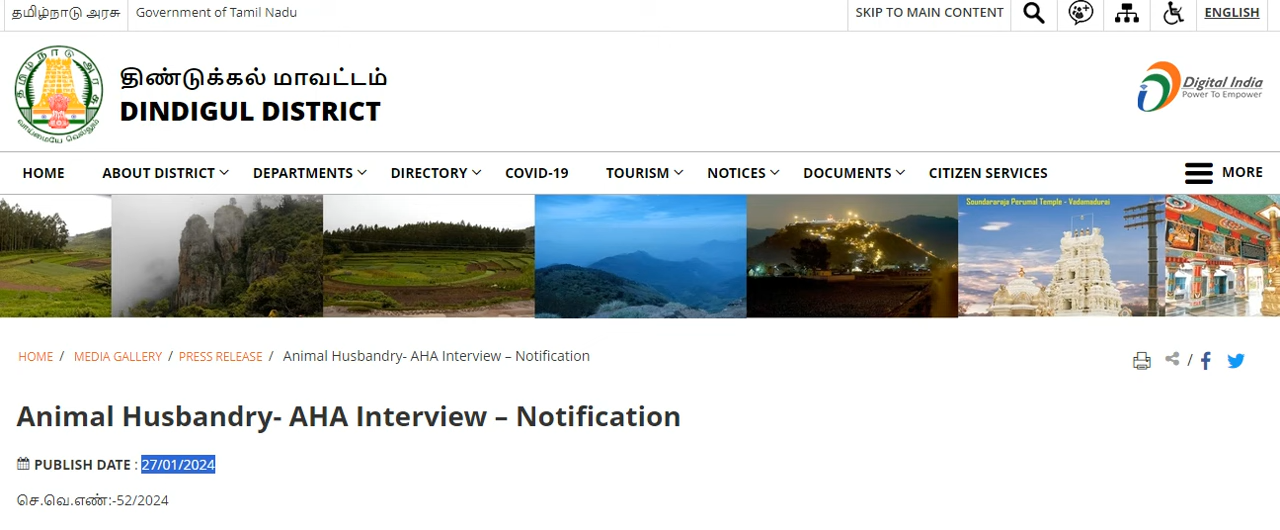 தமிழ்நாடு அரசு Government of Tamil Nadu SKIP TO MAIN CONTENT ENGLISH
தமிழ்நாடு அரசு
வாய்மையே வெல்லும்
திண்டுக்கல் மாவட்டம்
DINDIGUL DISTRICT
Digital India
Power To Empower
HOME ABOUT DISTRICT DEPARTMENTS DIRECTORY COVID-19 TOURISM NOTICES DOCUMENTS CITIZEN SERVICES MORE
Soundararaja Perumal Temple - Vadamadurai
HOME / MEDIA GALLERY / PRESS RELEASE / Animal Husbandry- AHA Interview – Notification
/
Animal Husbandry- AHA Interview – Notification
PUBLISH DATE : 27/01/2024
செ.வெ.எண்:-52/2024